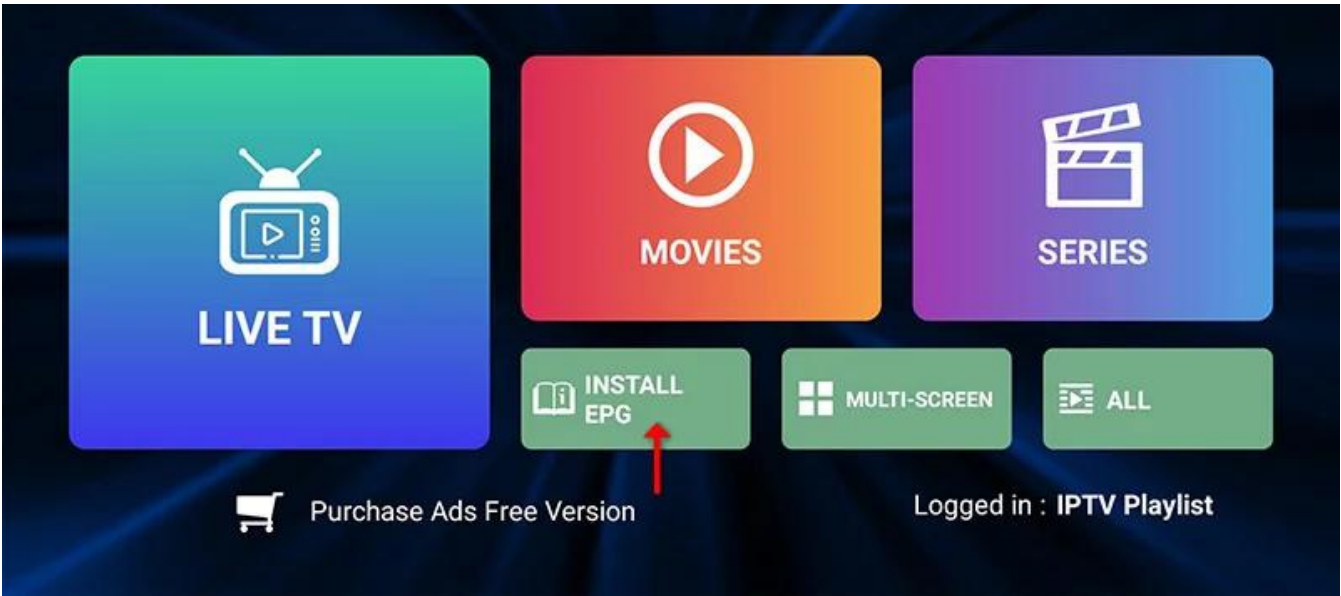 LIVE TV
MOVIES
SERIES
INSTALL
EPG
MULTI-SCREEN
ALL
Purchase Ads Free Version
Logged in : IPTV Playlist